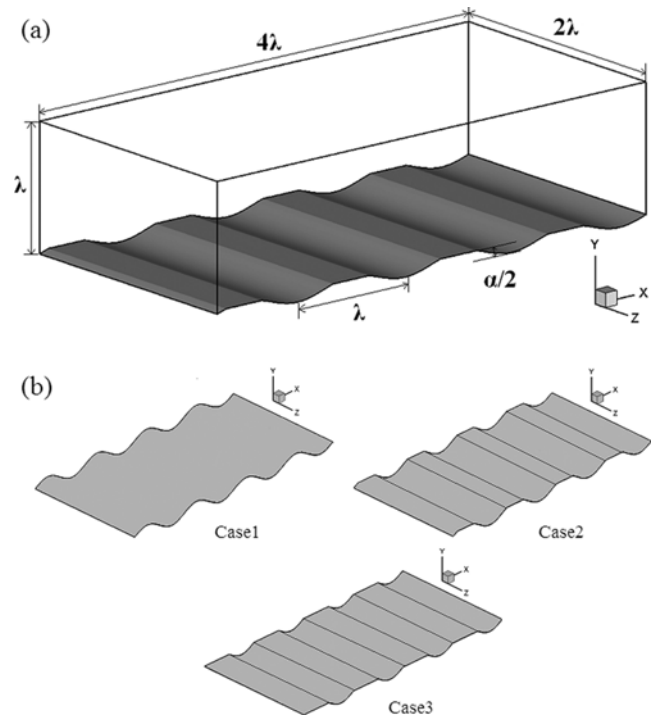 (a)
4λ
2λ
λ
α/2
λ
Y
X
Z
(b)
Y
X
Z
Case1
Y
X
Z
Case2
Y
X
Z
Case3